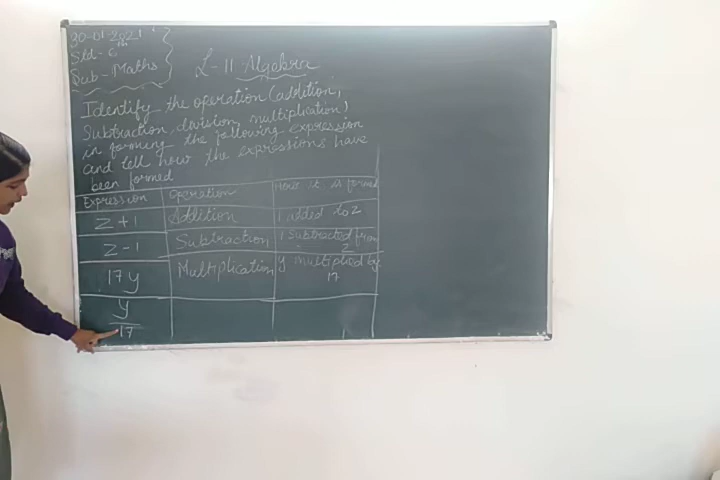 30-01-2021
Std-6th
Sub-Maths
L-11 Algebra
Identify the operation (addition,
Subtraction, division, multiplication)
in forming the following expression
and tell how the expressions have
been formed
Expression Operation How it is formed
Z+1 Addition 1 added to Z
Z-1 Subtraction 1 Subtracted from
Z
17y Multiplication y multiplied by
17
y
17